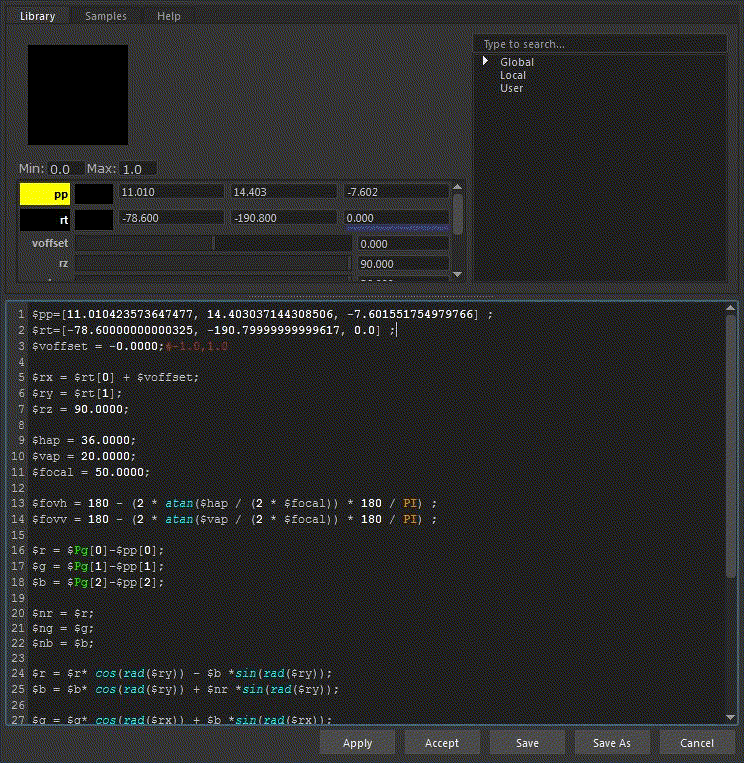 Library Samples Help
Type to search...
Global
Local
User
Min: 0.0 Max: 1.0
pp 11.010 14.403 -7.602
rt -78.600 -190.800 0.000
voffset 0.000
rz 90.000
1 $pp=[11.010423573647477, 14.403037144308506, -7.601551754979766] ;
2 $rt=[-78.60000000000325, -190.79999999999617, 0.0] ;
3 $voffset = -0.0000;#-1.0,1.0
4
5 $rx = $rt[0] + $voffset;
6 $ry = $rt[1];
7 $rz = 90.0000;
8
9 $hap = 36.0000;
10 $vap = 20.0000;
11 $focal = 50.0000;
12
13 $fovh = 180 - (2 * atan($hap / (2 * $focal)) * 180 / PI) ;
14 $fovv = 180 - (2 * atan($vap / (2 * $focal)) * 180 / PI) ;
15
16 $r = $Pg[0]-$pp[0];
17 $g = $Pg[1]-$pp[1];
18 $b = $Pg[2]-$pp[2];
19
20 $nr = $r;
21 $ng = $g;
22 $nb = $b;
23
24 $r = $r* cos(rad($ry)) - $b *sin(rad($ry));
25 $b = $b* cos(rad($ry)) + $nr *sin(rad($ry));
26
27 $g = $g* cos(rad($rx)) + $b *sin(rad($rx));
Apply Accept Save Save As Cancel